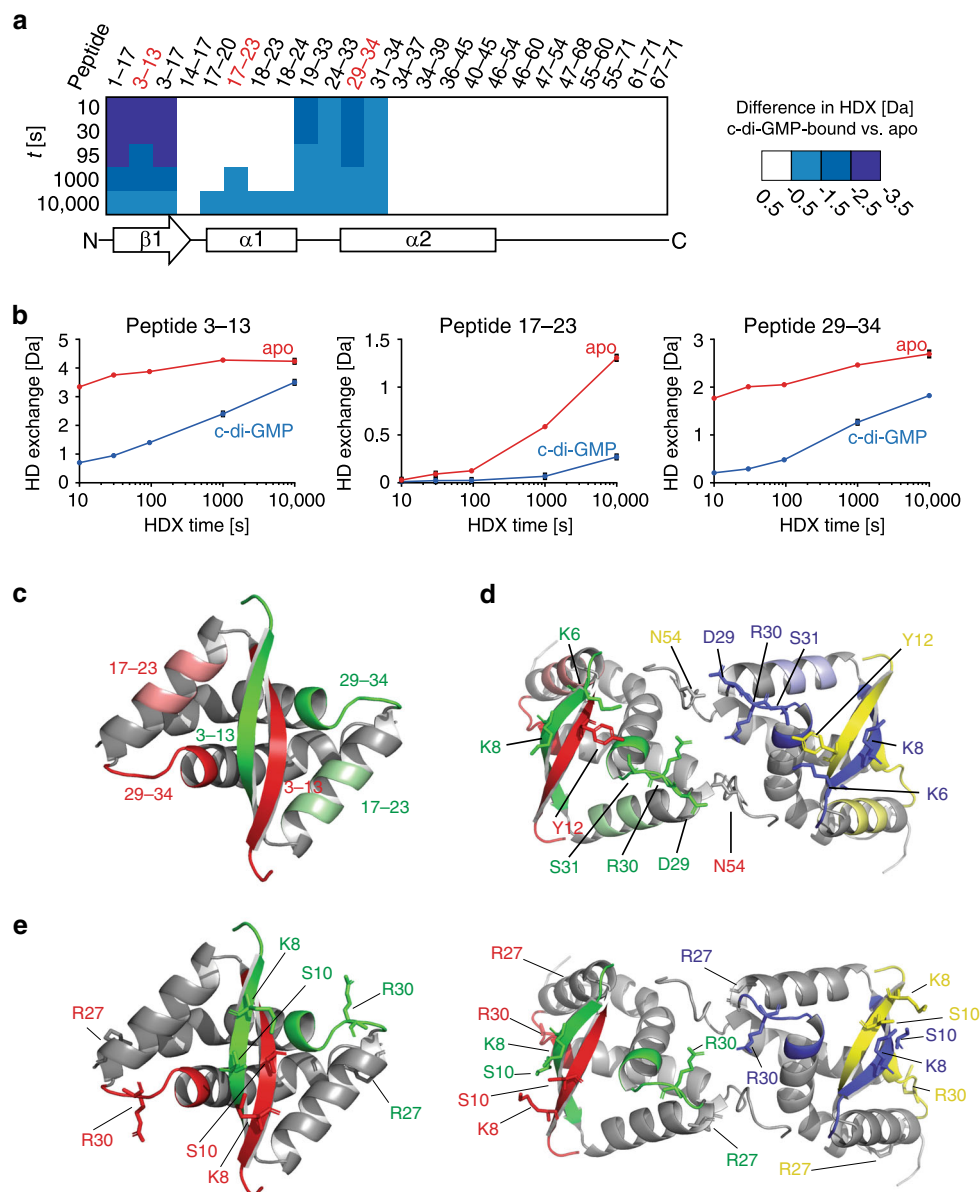 a
Peptide
1–17
3–13
3–17
14–17
17–20
17–23
18–23
18–24
19–33
24–33
29–34
31–34
34–37
34–39
36–45
40–45
46–54
46–60
47–54
47–68
55–60
55–71
61–71
67–71
t [s]
10
30
95
1000
10,000
N
β1
α1
α2
C
Difference in HDX [Da]
c-di-GMP-bound vs. apo
0.5
-0.5
-1.5
-2.5
-3.5
b
Peptide 3–13
HD exchange [Da]
5
4
3
2
1
0
apo
c-di-GMP
10
100
1000
10,000
HDX time [s]
Peptide 17–23
HD exchange [Da]
1.5
1
0.5
0
apo
c-di-GMP
10
100
1000
10,000
HDX time [s]
Peptide 29–34
HD exchange [Da]
3
2
1
0
apo
c-di-GMP
10
100
1000
10,000
HDX time [s]
c
17–23
29–34
3–13
3–13
29–34
17–23
d
K6
N54
D29
R30
S31
Y12
K8
K8
K6
Y12
S31
R30
D29
N54
e
K8
S10
R30
R27
R27
R30
S10
K8
R27
R27
K8
R30
S10
K8
R30
S10
S10
R30
K8
S10
R30
K8
R27
R27